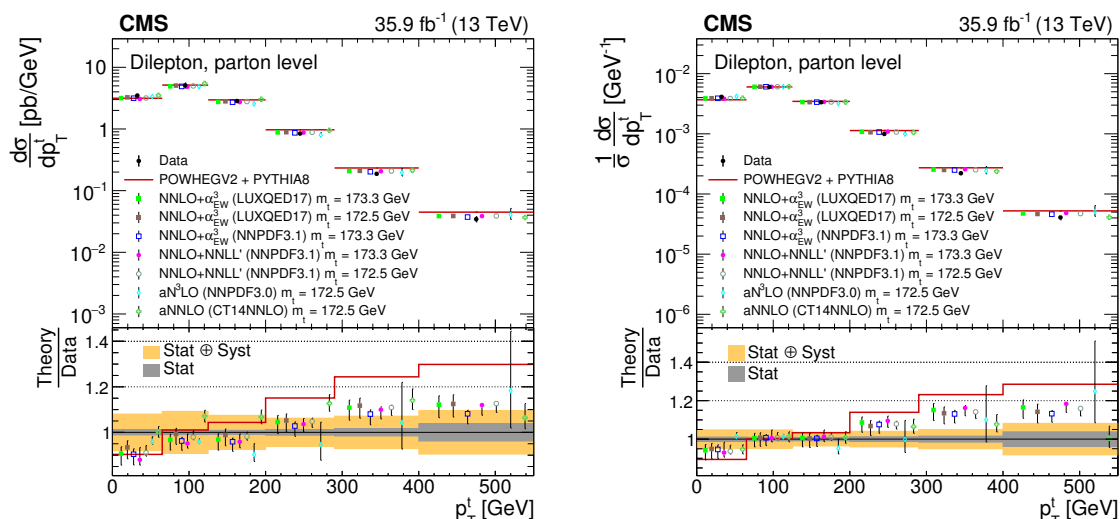 CMS 35.9 fb⁻¹ (13 TeV)
Dilepton, parton level
dσ/dpᵗ_T [pb/GeV]
10
1
10⁻¹
10⁻²
10⁻³
Data
POWHEGV2 + PYTHIA8
NNLO+α³_EW (LUXQED17) m_t = 173.3 GeV
NNLO+α³_EW (LUXQED17) m_t = 172.5 GeV
NNLO+α³_EW (NNPDF3.1) m_t = 173.3 GeV
NNLO+NNLL' (NNPDF3.1) m_t = 173.3 GeV
NNLO+NNLL' (NNPDF3.1) m_t = 172.5 GeV
aN³LO (NNPDF3.0) m_t = 172.5 GeV
aNNLO (CT14NNLO) m_t = 172.5 GeV
Theory
Data
1.4
1.2
1
Stat ⊕ Syst
Stat
0 100 200 300 400 500
pᵗ_T [GeV]
CMS 35.9 fb⁻¹ (13 TeV)
Dilepton, parton level
1/σ dσ/dpᵗ_T [GeV⁻¹]
10⁻²
10⁻³
10⁻⁴
10⁻⁵
10⁻⁶
Data
POWHEGV2 + PYTHIA8
NNLO+α³_EW (LUXQED17) m_t = 173.3 GeV
NNLO+α³_EW (LUXQED17) m_t = 172.5 GeV
NNLO+α³_EW (NNPDF3.1) m_t = 173.3 GeV
NNLO+NNLL' (NNPDF3.1) m_t = 173.3 GeV
NNLO+NNLL' (NNPDF3.1) m_t = 172.5 GeV
aN³LO (NNPDF3.0) m_t = 172.5 GeV
aNNLO (CT14NNLO) m_t = 172.5 GeV
Theory
Data
1.4
1.2
1
Stat ⊕ Syst
Stat
0 100 200 300 400 500
pᵗ_T [GeV]